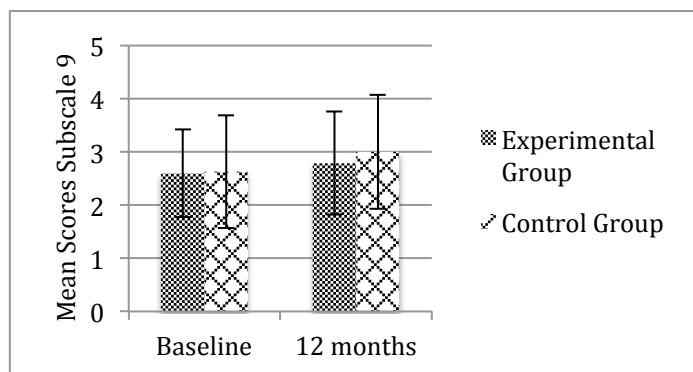 Mean Scores Subscale 9
5
4
3
2
1
0
Baseline
12 months
Experimental
Group
Control Group